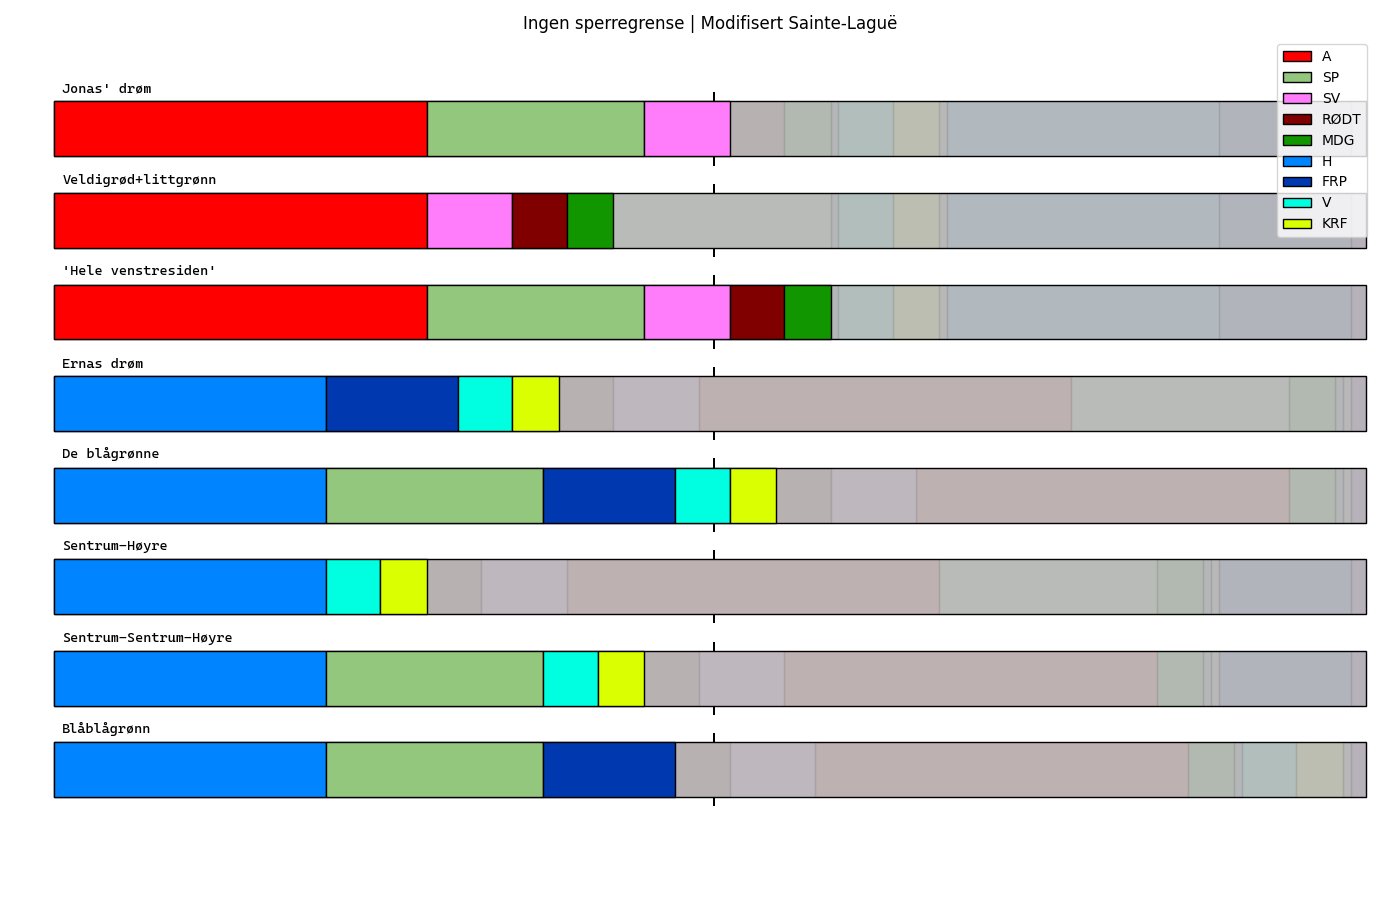 Ingen sperregrense | Modifisert Sainte-Laguë
A
SP
SV
RØDT
MDG
H
FRP
V
KRF
Jonas' drøm
Veldigrød+littgrønn
'Hele venstresiden'
Ernas drøm
De blågrønne
Sentrum-Høyre
Sentrum-Sentrum-Høyre
Blåblågrønn